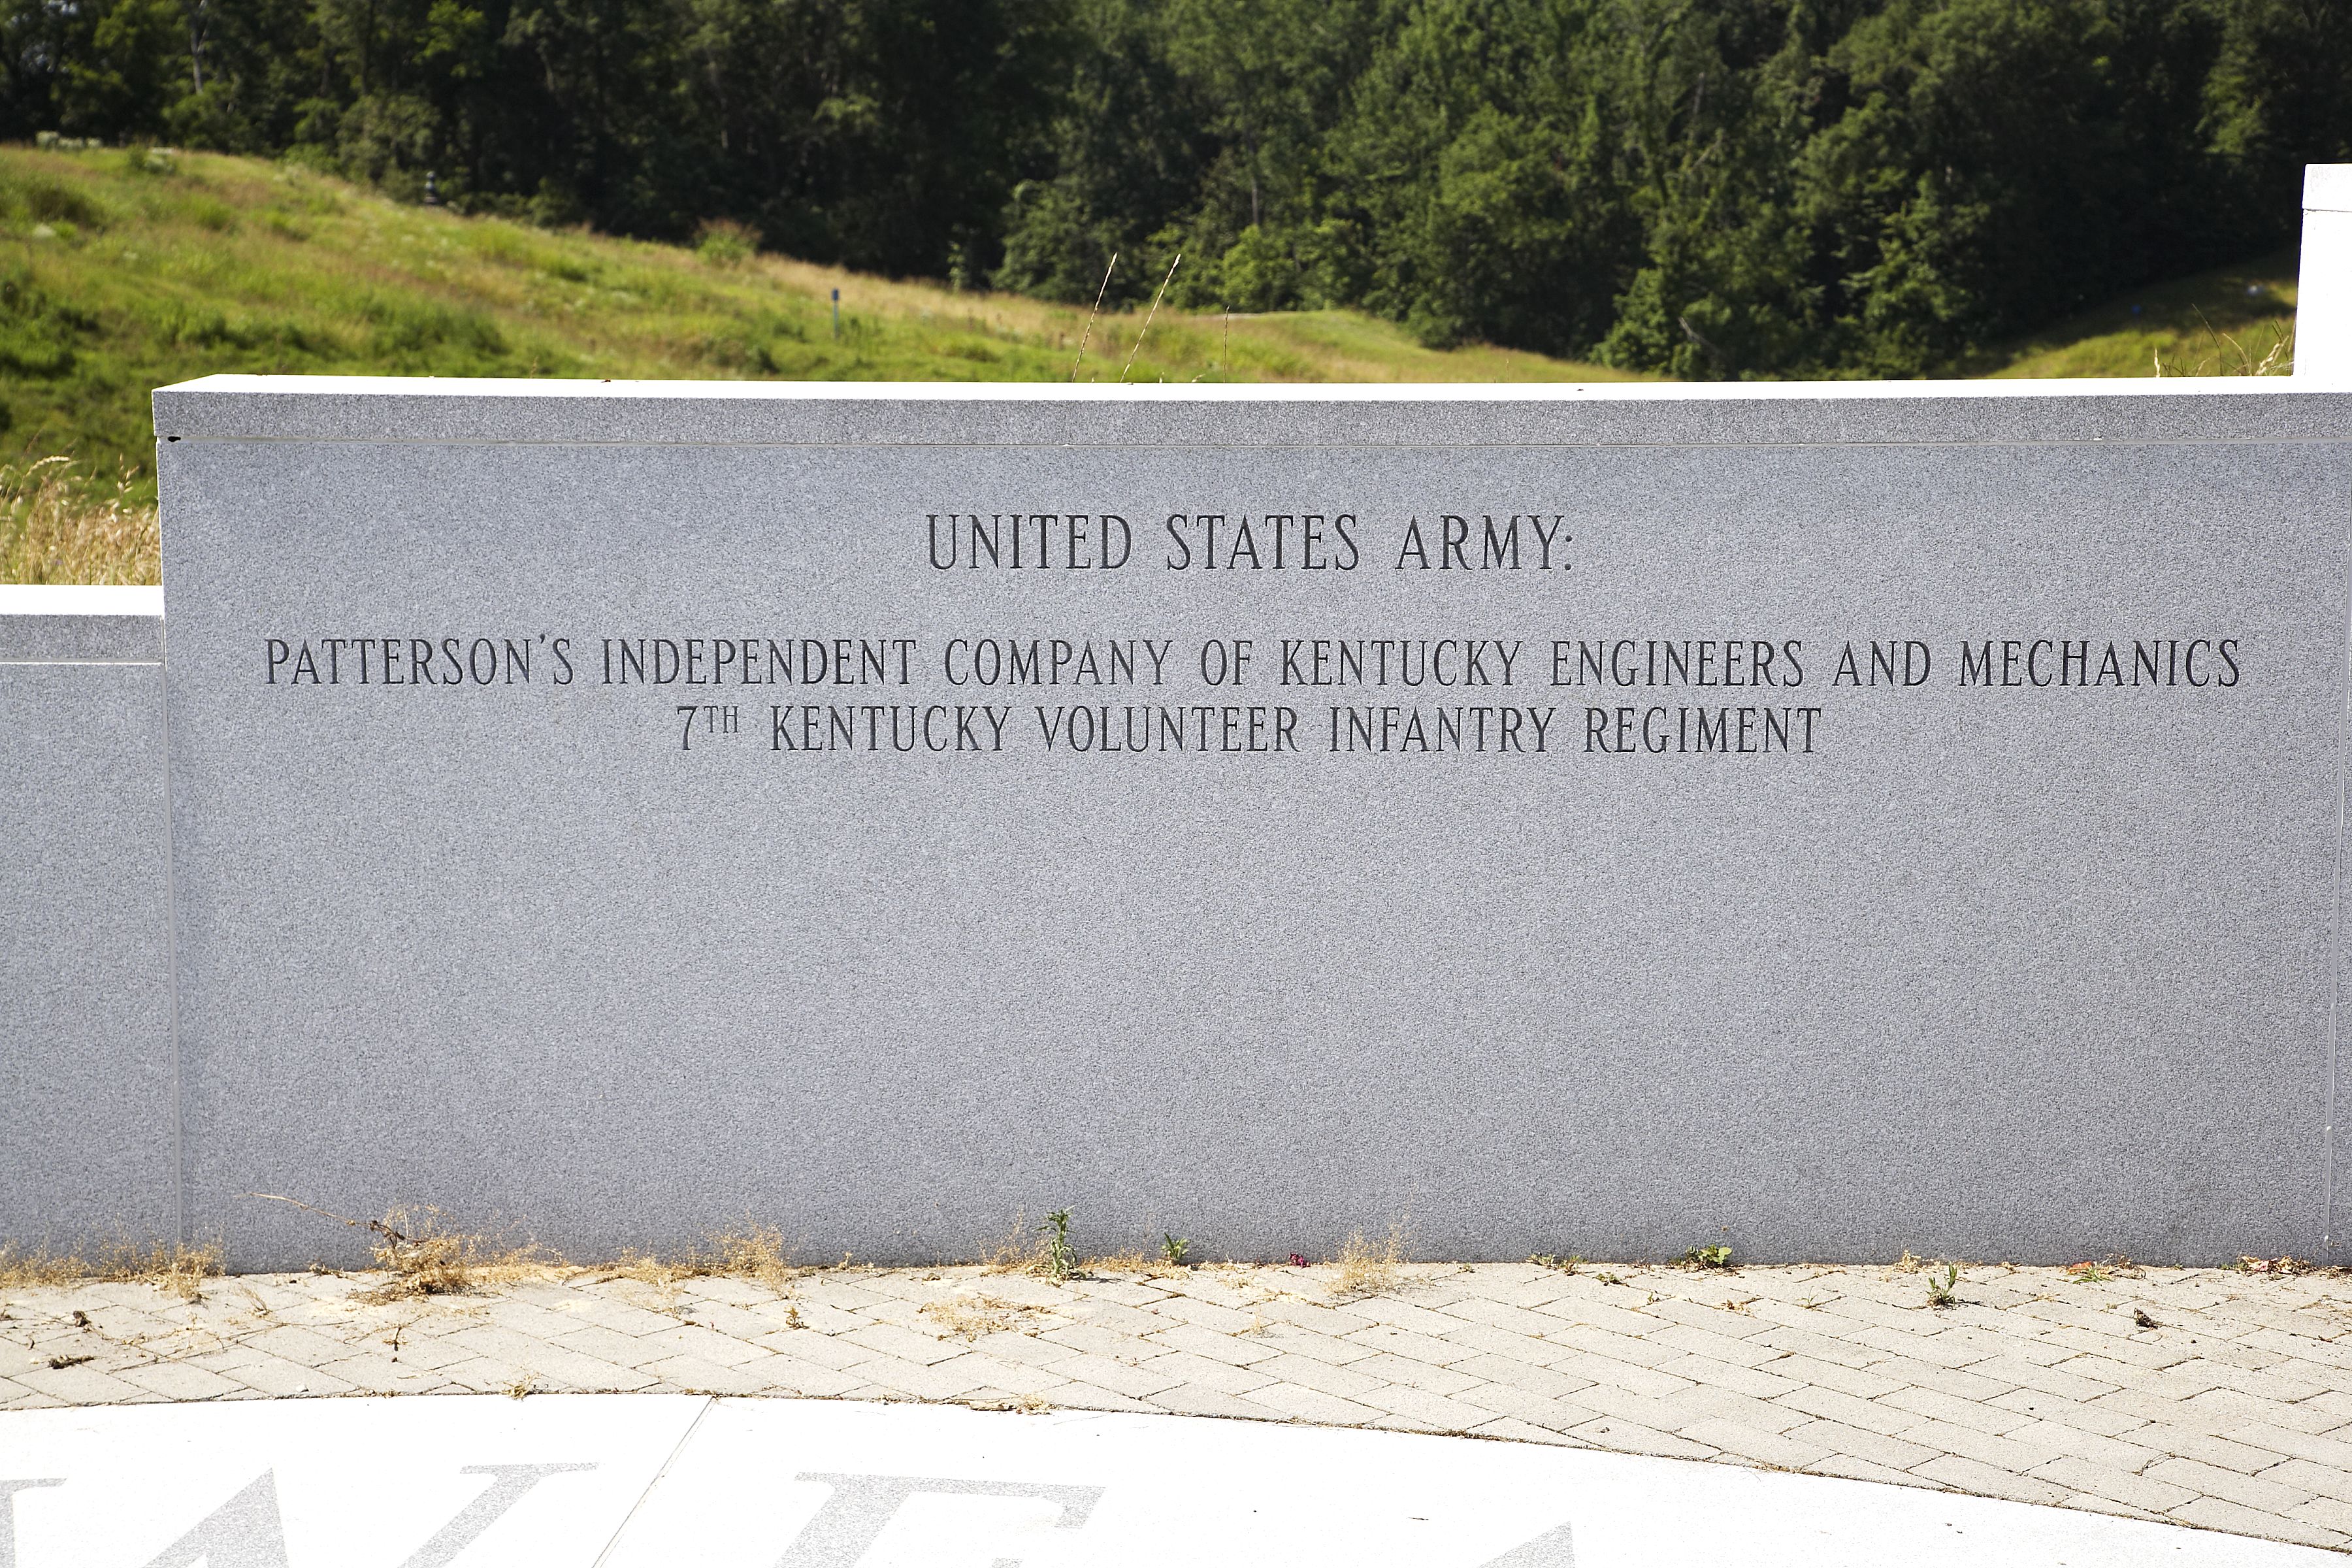 UNITED STATES ARMY:
PATTERSON'S INDEPENDENT COMPANY OF KENTUCKY ENGINEERS AND MECHANICS
7TH KENTUCKY VOLUNTEER INFANTRY REGIMENT